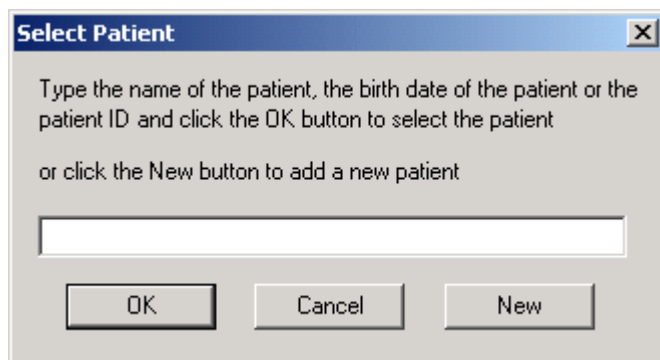 Select Patient
Type the name of the patient, the birth date of the patient or the
patient ID and click the OK button to select the patient
or click the New button to add a new patient
OK Cancel New